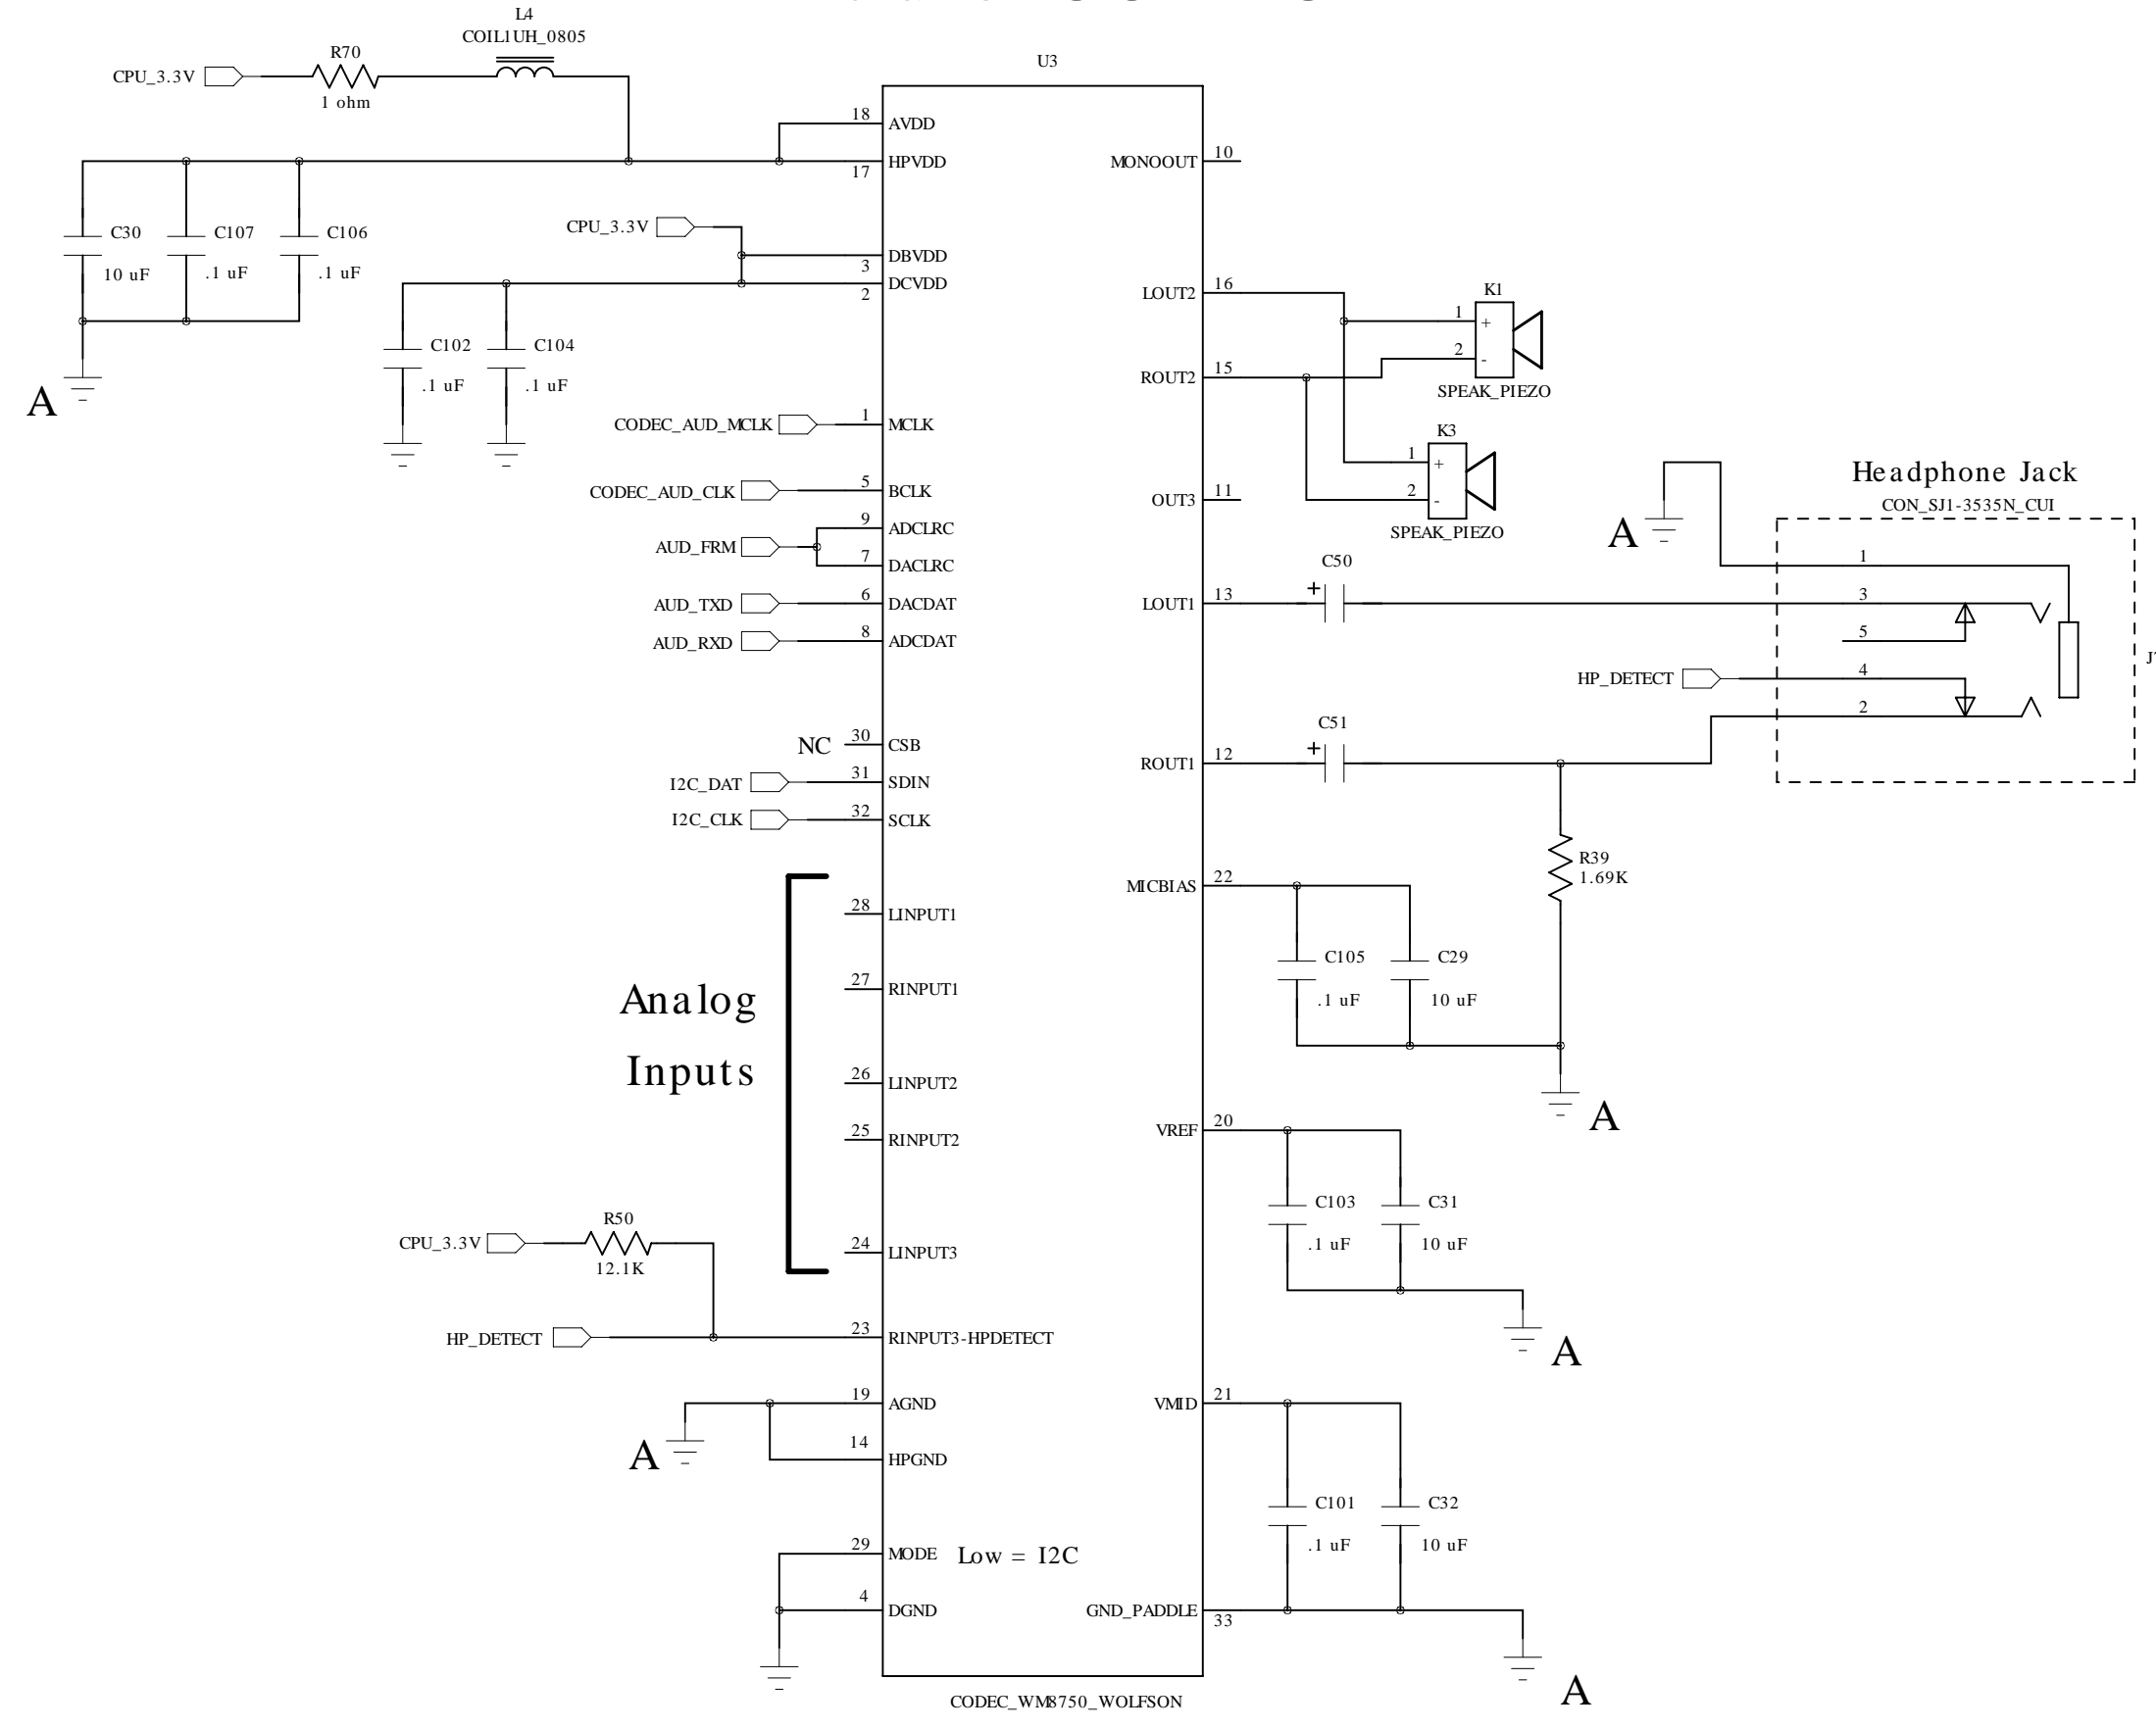 L4
COIL1UH_0805
R70
CPU_3.3V
1 ohm
U3
18
AVDD
HPVDD
17
MONOOUT
10
C30
10 uF
C107
.1 uF
C106
.1 uF
CPU_3.3V
DBVDD
3
DCVDD
2
C102
.1 uF
C104
.1 uF
A
LOUT2
16
K1
1
+
2
-
SPEAK_PIEZO
ROUT2
15
CODEC_AUD_MCLK
1
MCLK
K3
1
+
2
-
SPEAK_PIEZO
CODEC_AUD_CLK
5
BCLK
OUT3
11
9
ADCLRC
AUD_FRM
7
DACLRC
AUD_TXD
6
DACDAT
AUD_RXD
8
ADCDAT
Headphone Jack
CON_SJ1-3535N_CUI
A
1
3
5
4
2
HP_DETECT
LOUT1
13
C50
+
ROUT1
12
C51
+
NC
30
CSB
I2C_DAT
31
SDIN
I2C_CLK
32
SCLK
R39
1.69K
MICBIAS
22
C105
.1 uF
C29
10 uF
A
Analog
Inputs
28
LINPUT1
27
RINPUT1
26
LINPUT2
25
RINPUT2
24
LINPUT3
VREF
20
C103
.1 uF
C31
10 uF
A
CPU_3.3V
R50
12.1K
HP_DETECT
23
RINPUT3-HPDETECT
19
AGND
14
HPGND
A
VMID
21
C101
.1 uF
C32
10 uF
29
MODE
Low = I2C
4
DGND
GND_PADDLE
33
A
CODEC_WM8750_WOLFSON